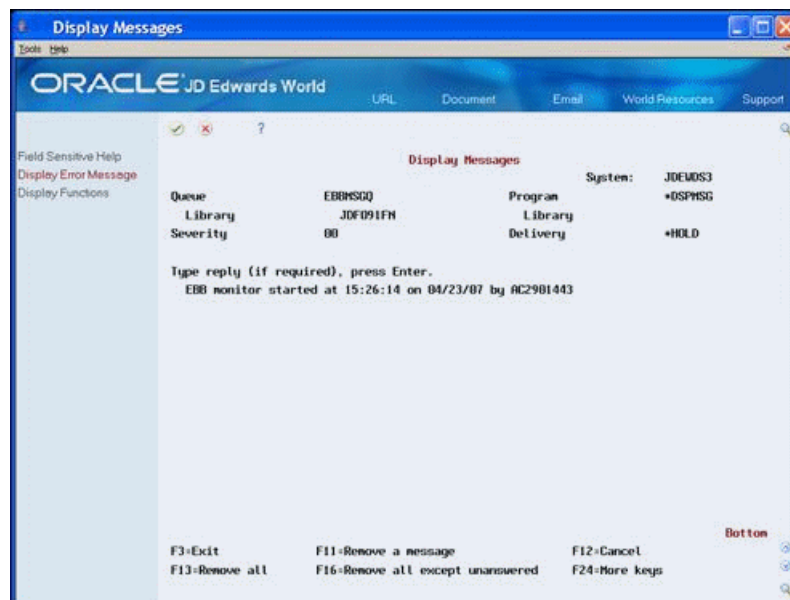 Display Messages
Tools Help
ORACLE JD Edwards World
URL Document Email World Resources Support
?
Field Sensitive Help
Display Error Message
Display Functions
Display Messages
System: JDEWDS3
Queue EBBMSGQ Program *DSPMSG
Library JDFO91FN Library
Severity 00 Delivery *HOLD
Type reply (if required), press Enter.
EBB monitor started at 15:26:14 on 04/23/07 by AC2901443
Bottom
F3=Exit F11=Remove a message F12=Cancel
F13=Remove all F16=Remove all except unanswered F24=More keys